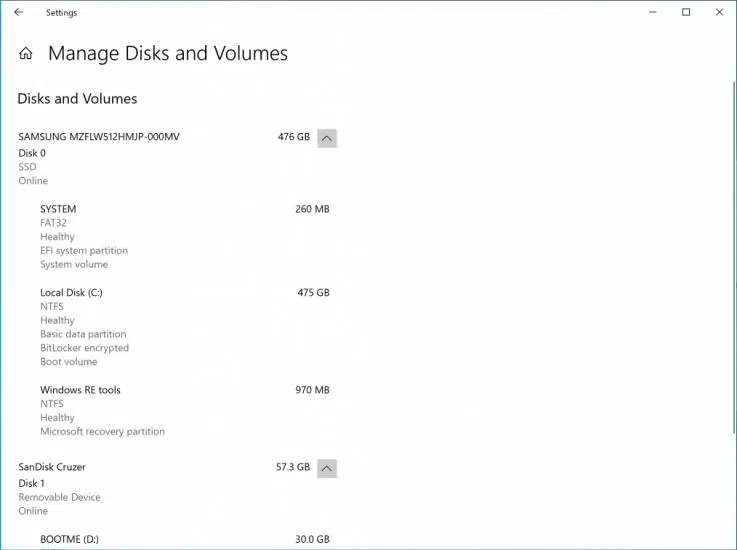 Settings
Manage Disks and Volumes
Disks and Volumes
SAMSUNG MZFLW512HMJP-000MV 476 GB
Disk 0
SSD
Online
SYSTEM 260 MB
FAT32
Healthy
EFI system partition
System volume
Local Disk (C:) 475 GB
NTFS
Healthy
Basic data partition
BitLocker encrypted
Boot volume
Windows RE tools 970 MB
NTFS
Healthy
Microsoft recovery partition
SanDisk Cruzer 57.3 GB
Disk 1
Removable Device
Online
BOOTME (D:) 30.0 GB